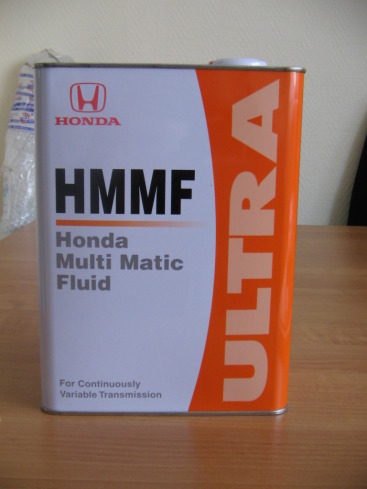 HONDA
HMMF
Honda
Multi Matic
Fluid
For Continuously
Variable Transmission
ULTRA